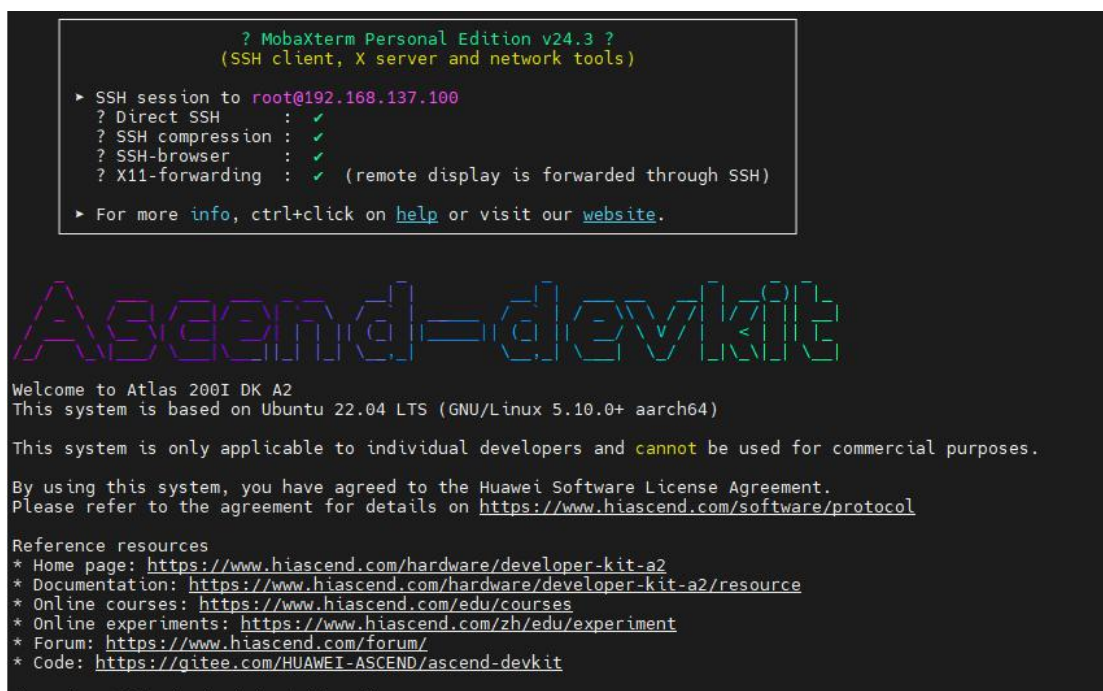 ? MobaXterm Personal Edition v24.3 ?
(SSH client, X server and network tools)
► SSH session to root@192.168.137.100
? Direct SSH : ✔
? SSH compression : ✔
? SSH-browser : ✔
? X11-forwarding : ✔ (remote display is forwarded through SSH)
► For more info, ctrl+click on help or visit our website.
Ascend-devkit
Welcome to Atlas 200I DK A2
This system is based on Ubuntu 22.04 LTS (GNU/Linux 5.10.0+ aarch64)
This system is only applicable to individual developers and cannot be used for commercial purposes.
By using this system, you have agreed to the Huawei Software License Agreement.
Please refer to the agreement for details on https://www.hiascend.com/software/protocol
Reference resources
* Home page: https://www.hiascend.com/hardware/developer-kit-a2
* Documentation: https://www.hiascend.com/hardware/developer-kit-a2/resource
* Online courses: https://www.hiascend.com/edu/courses
* Online experiments: https://www.hiascend.com/zh/edu/experiment
* Forum: https://www.hiascend.com/forum/
* Code: https://gitee.com/HUAWEI-ASCEND/ascend-devkit